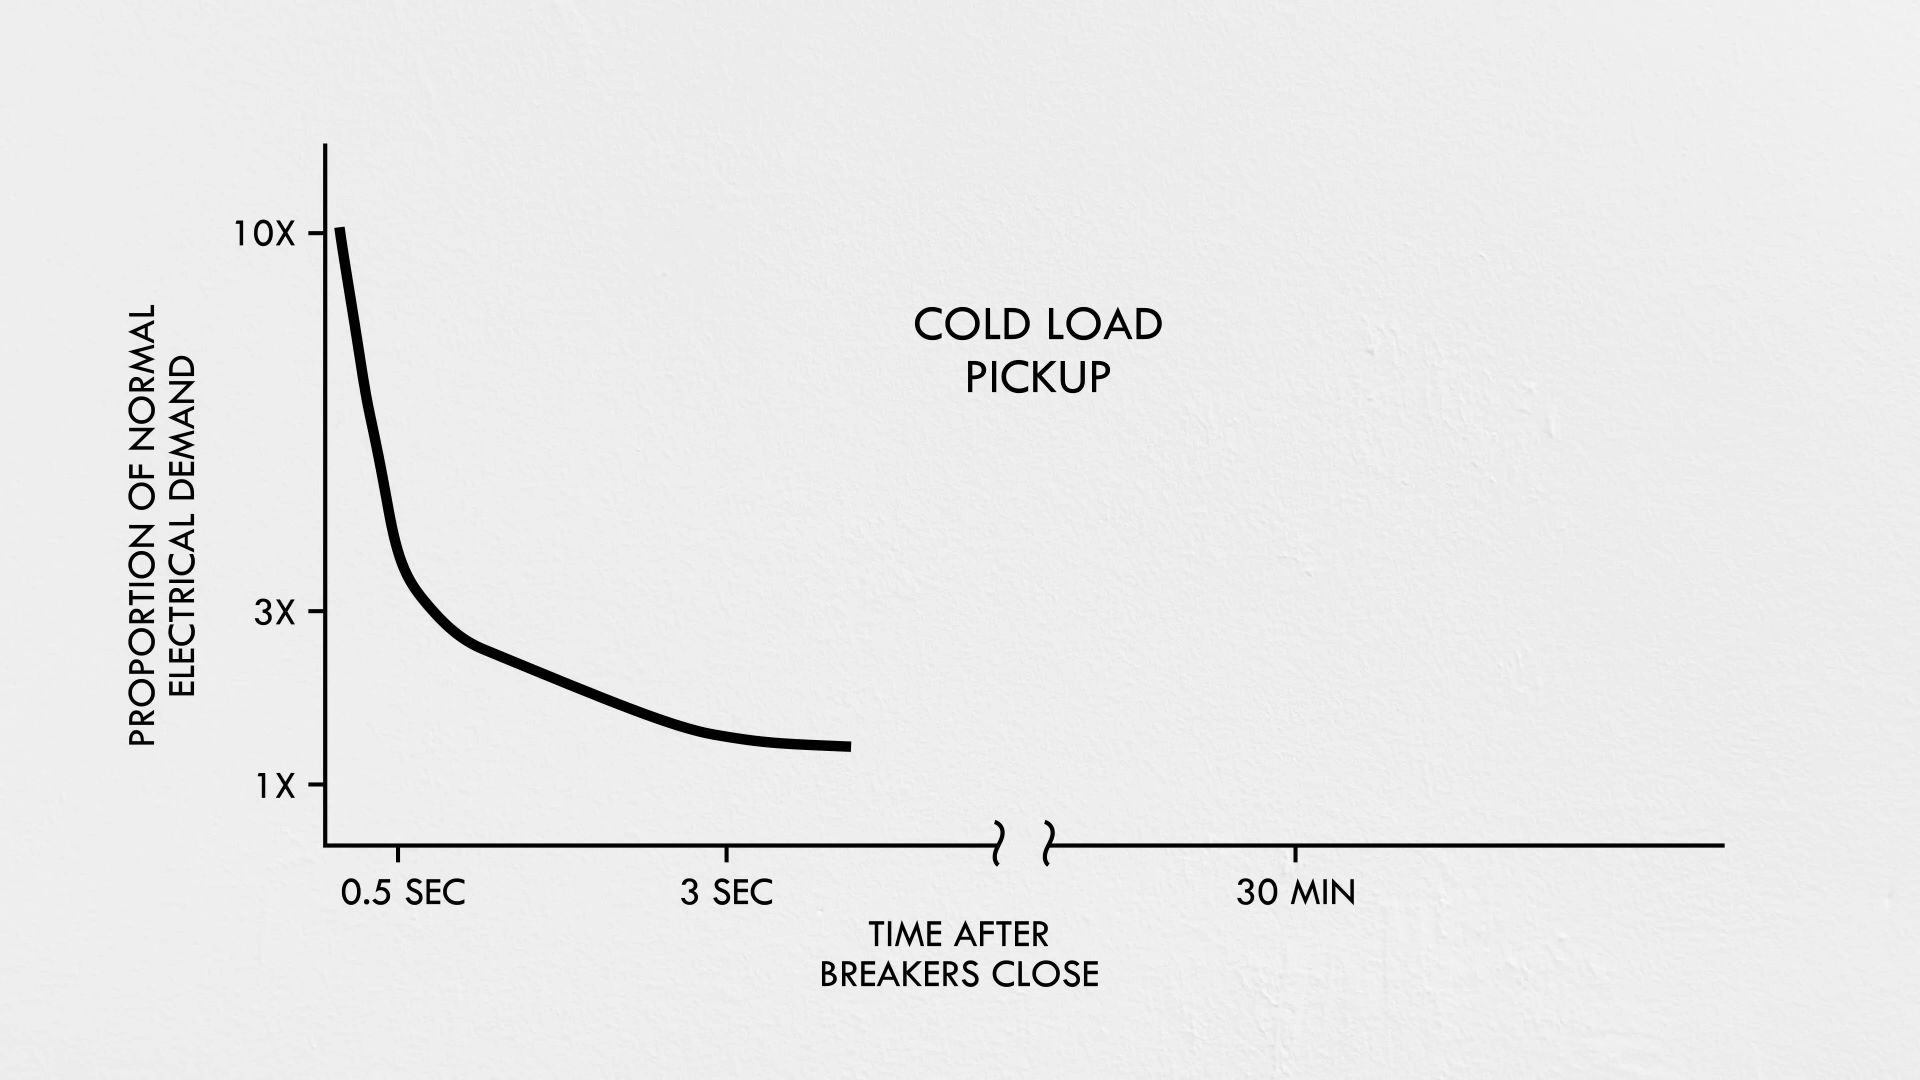 COLD LOAD
PICKUP
PROPORTION OF NORMAL
ELECTRICAL DEMAND
10X
3X
1X
0.5 SEC
3 SEC
30 MIN
TIME AFTER
BREAKERS CLOSE